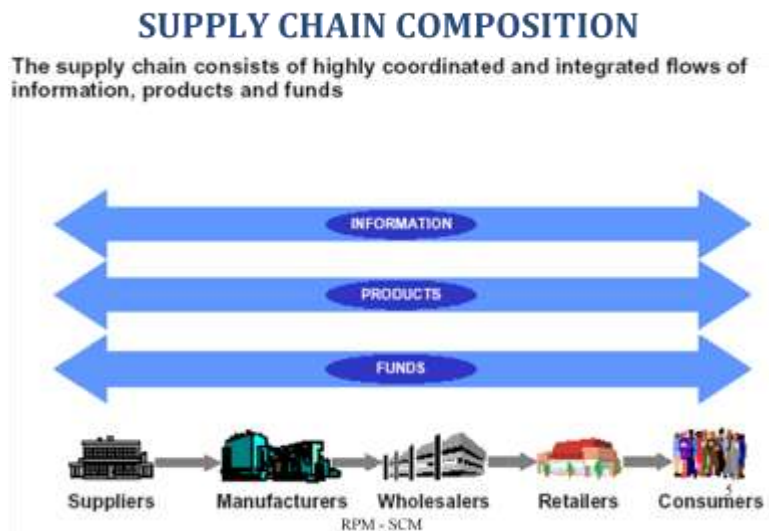 SUPPLY CHAIN COMPOSITION
The supply chain consists of highly coordinated and integrated flows of
information, products and funds
INFORMATION
PRODUCTS
FUNDS
5
Suppliers Manufacturers Wholesalers Retailers Consumers
RPM - SCM